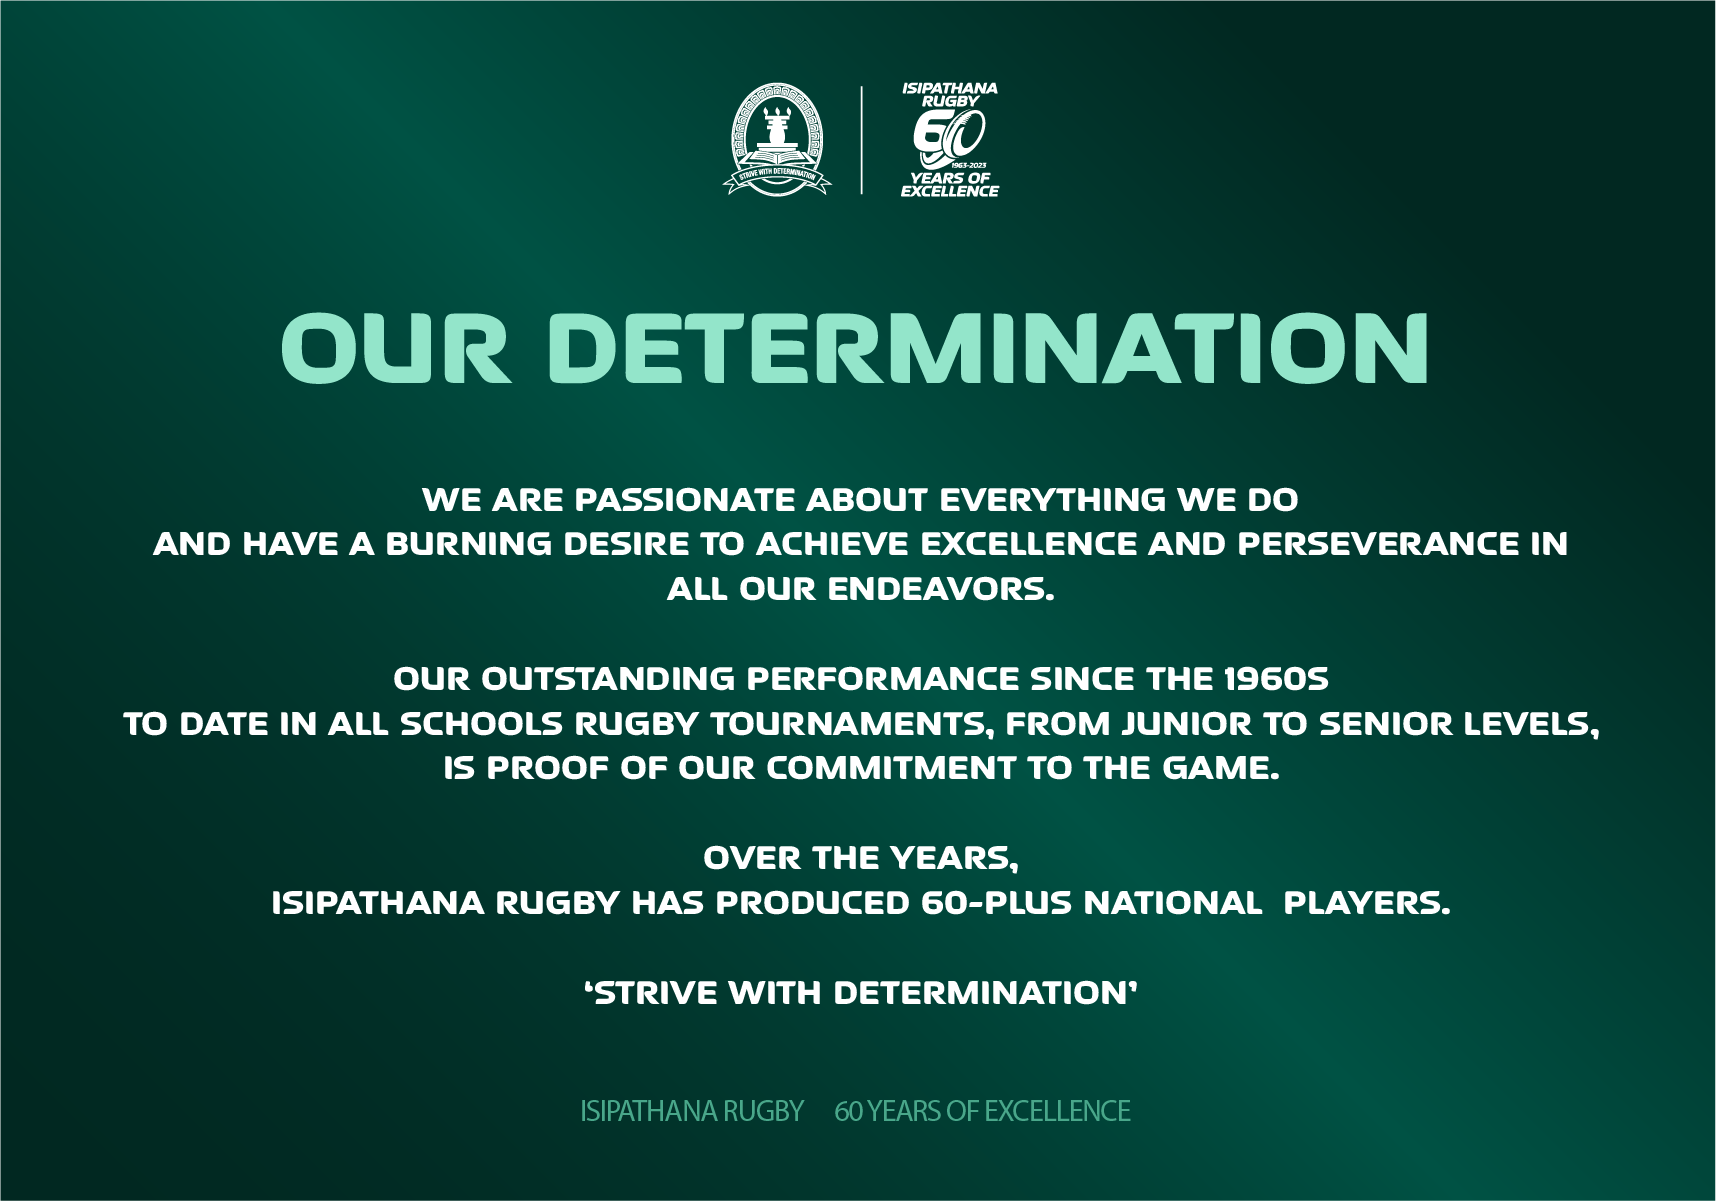 STRIVE WITH DETERMINATION
ISIPATHANA
RUGBY
60
1963-2023
YEARS OF
EXCELLENCE
OUR DETERMINATION
WE ARE PASSIONATE ABOUT EVERYTHING WE DO
AND HAVE A BURNING DESIRE TO ACHIEVE EXCELLENCE AND PERSEVERANCE IN
ALL OUR ENDEAVORS.
OUR OUTSTANDING PERFORMANCE SINCE THE 1960S
TO DATE IN ALL SCHOOLS RUGBY TOURNAMENTS, FROM JUNIOR TO SENIOR LEVELS,
IS PROOF OF OUR COMMITMENT TO THE GAME.
OVER THE YEARS,
ISIPATHANA RUGBY HAS PRODUCED 60-PLUS NATIONAL  PLAYERS.
‘STRIVE WITH DETERMINATION’
ISIPATHANA RUGBY 60 YEARS OF EXCELLENCE